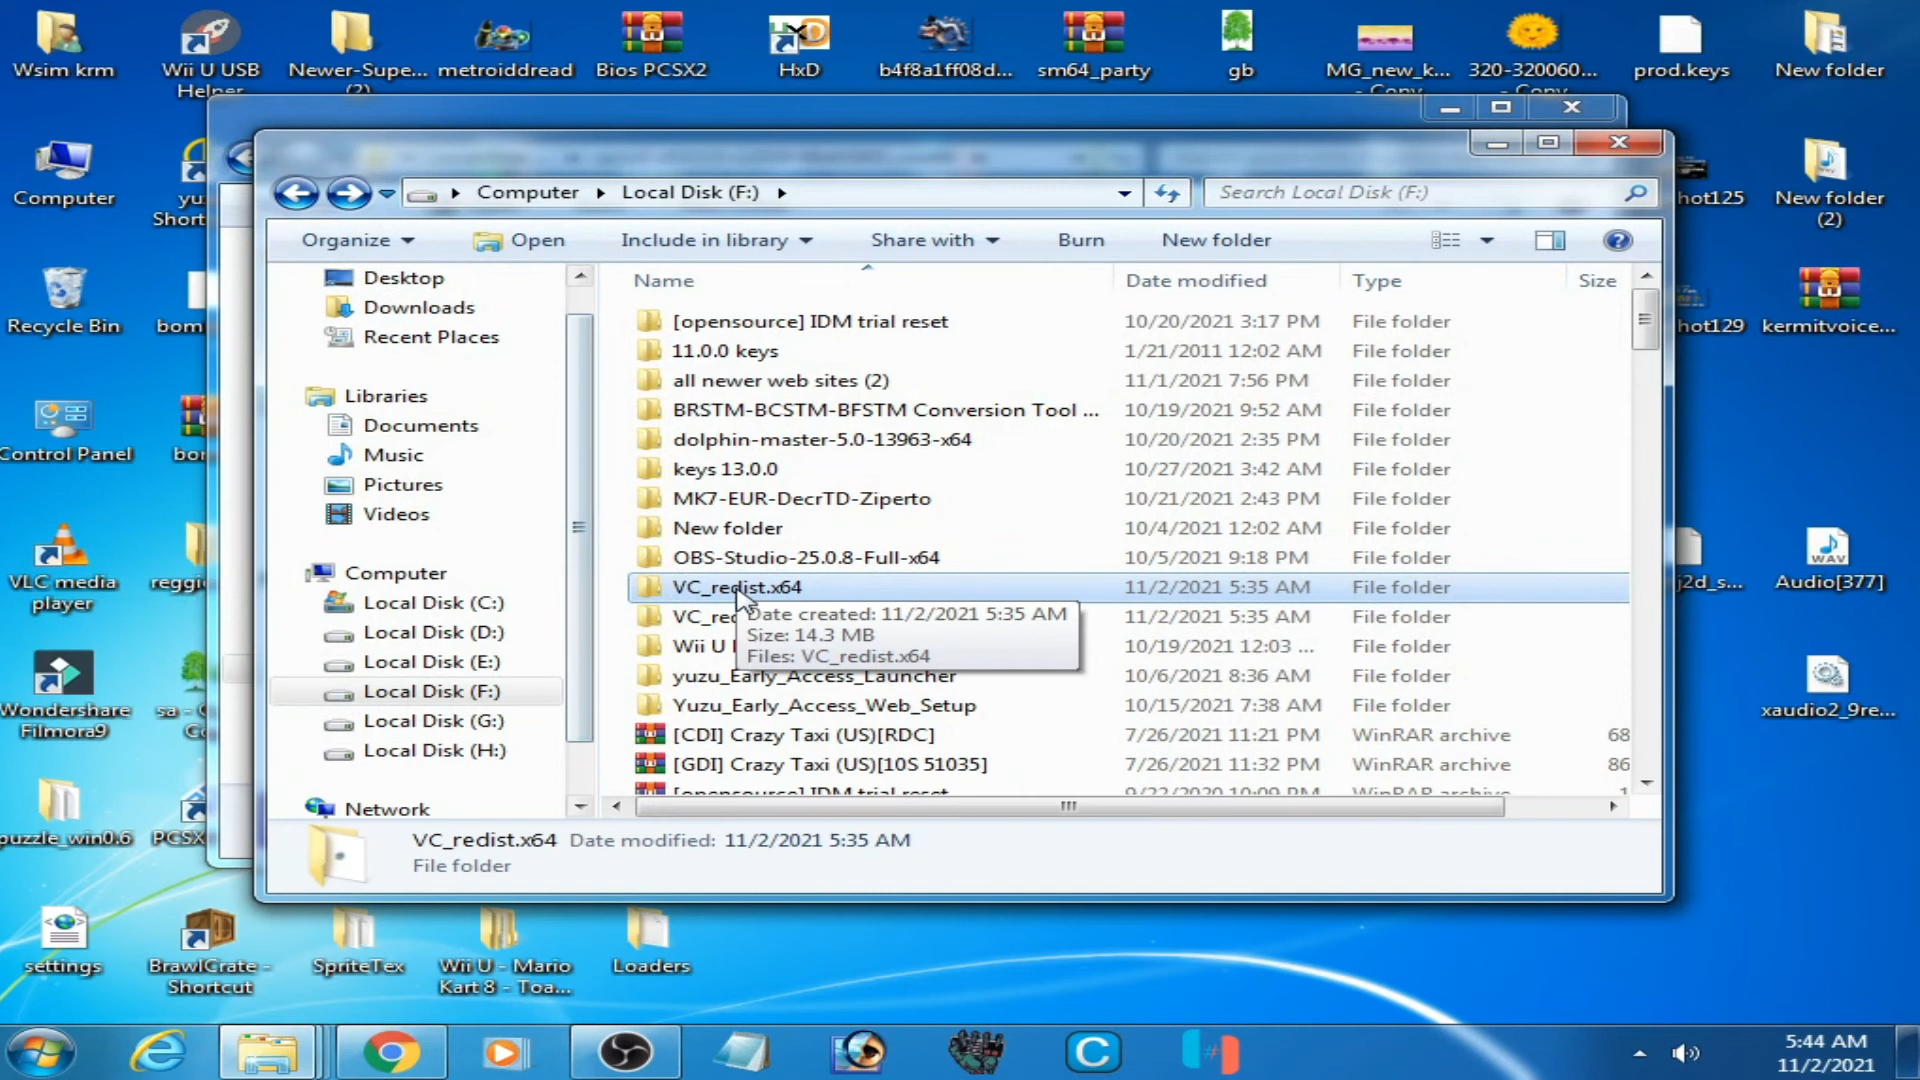 Wsim krm
Wii U USB Helper
Newer-Supe... (2)
metroiddread
Bios PCSX2
HxD
b4f8a1ff08d...
sm64_party
gb
MG_new_k... - Conv
320-320060... - Conv
prod.keys
New folder
Computer
Short
hot125
New folder (2)
Recycle Bin
hot129
kermitvoice...
Control Panel
VLC media player
reggi
j2d_s...
Audio[377]
WAV
Wondershare Filmora9
xaudio2_9re...
puzzle_win0.6
PCSX
settings
BrawlCrate - Shortcut
SpriteTex
Wii U - Mario Kart 8 - Toa...
Loaders
Computer
Local Disk (F:)
Search Local Disk (F:)
Organize
Open
Include in library
Share with
Burn
New folder
Desktop
Downloads
Recent Places
Libraries
Documents
Music
Pictures
Videos
Computer
Local Disk (C:)
Local Disk (D:)
Local Disk (E:)
Local Disk (F:)
Local Disk (G:)
Local Disk (H:)
Network
Name Date modified Type Size
[opensource] IDM trial reset 10/20/2021 3:17 PM File folder
11.0.0 keys 1/21/2011 12:02 AM File folder
all newer web sites (2) 11/1/2021 7:56 PM File folder
BRSTM-BCSTM-BFSTM Conversion Tool ... 10/19/2021 9:52 AM File folder
dolphin-master-5.0-13963-x64 10/20/2021 2:35 PM File folder
keys 13.0.0 10/27/2021 3:42 AM File folder
MK7-EUR-DecrTD-Ziperto 10/21/2021 2:43 PM File folder
New folder 10/4/2021 12:02 AM File folder
OBS-Studio-25.0.8-Full-x64 10/5/2021 9:18 PM File folder
VC_redist.x64 11/2/2021 5:35 AM File folder
VC_re 11/2/2021 5:35 AM File folder
Wii U 10/19/2021 12:03 ... File folder
yuzu_Early_Access_Launcher 10/6/2021 8:36 AM File folder
Yuzu_Early_Access_Web_Setup 10/15/2021 7:38 AM File folder
[CDI] Crazy Taxi (US)[RDC] 7/26/2021 11:21 PM WinRAR archive 68
[GDI] Crazy Taxi (US)[10S 51035] 7/26/2021 11:32 PM WinRAR archive 86
[opensource] IDM trial reset 9/22/2020 10:09 PM WinRAR archive 1
Date created: 11/2/2021 5:35 AM
Size: 14.3 MB
Files: VC_redist.x64
VC_redist.x64 Date modified: 11/2/2021 5:35 AM
File folder
5:44 AM
11/2/2021